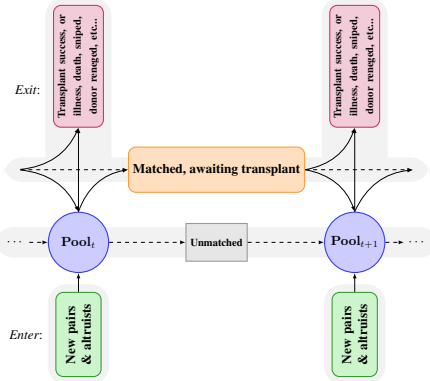 Exit:
Transplant success, or
illness, death, sniped,
donor reneged, etc...
Transplant success, or
illness, death, sniped,
donor reneged, etc...
Matched, awaiting transplant
...
Pool_t
Unmatched
Pool_{t+1}
...
Enter:
New pairs
& altruists
New pairs
& altruists